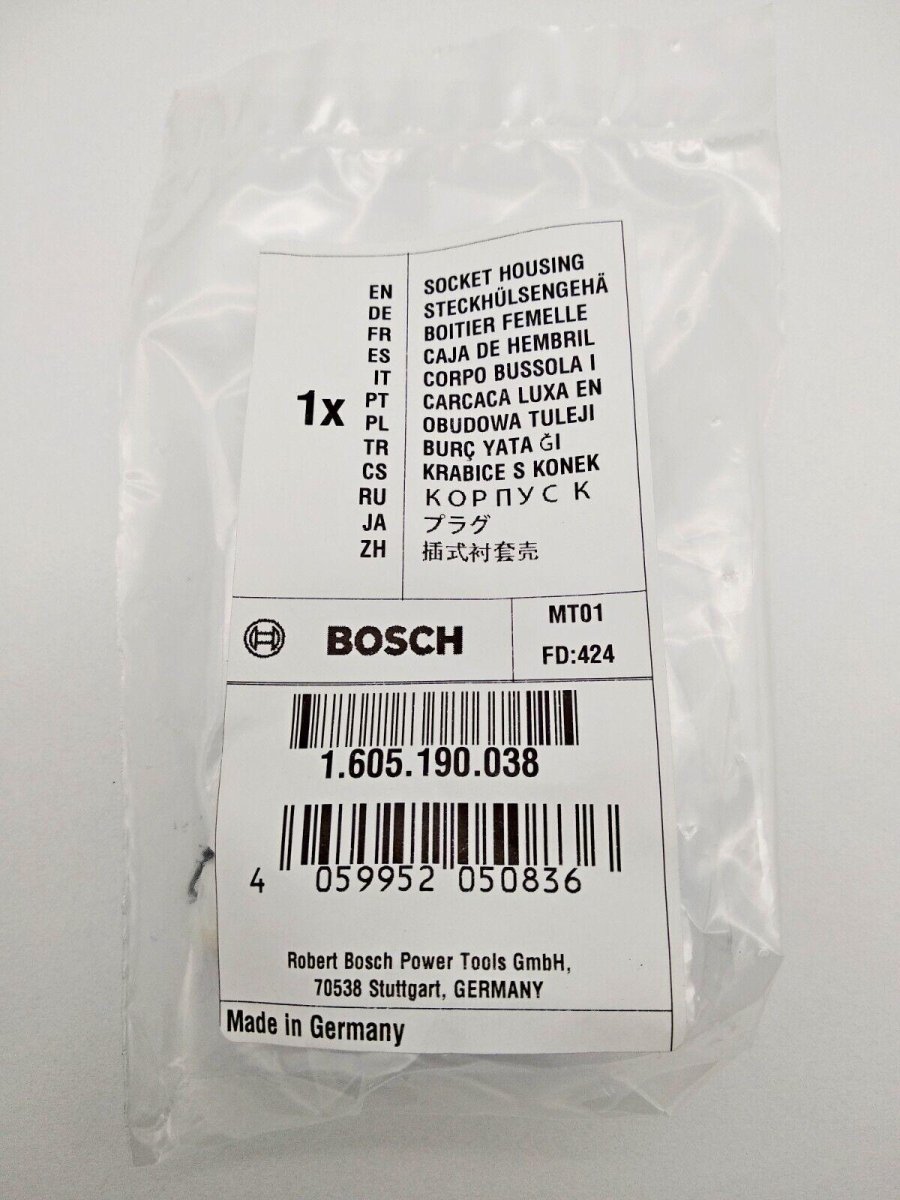 1x
EN SOCKET HOUSING
DE STECKHÜLSENGEHÄ
FR BOITIER FEMELLE
ES CAJA DE HEMBRIL
IT CORPO BUSSOLA I
PT CARCACA LUXA EN
PL OBUDOWA TULEJI
TR BURÇ YATA ĞI
CS KRABICE S KONEK
RU КОРПУС К
JA プラグ
ZH 插式衬套壳
BOSCH
MT01
FD:424
1.605.190.038
4 059952 050836
Robert Bosch Power Tools GmbH,
70538 Stuttgart, GERMANY
Made in Germany